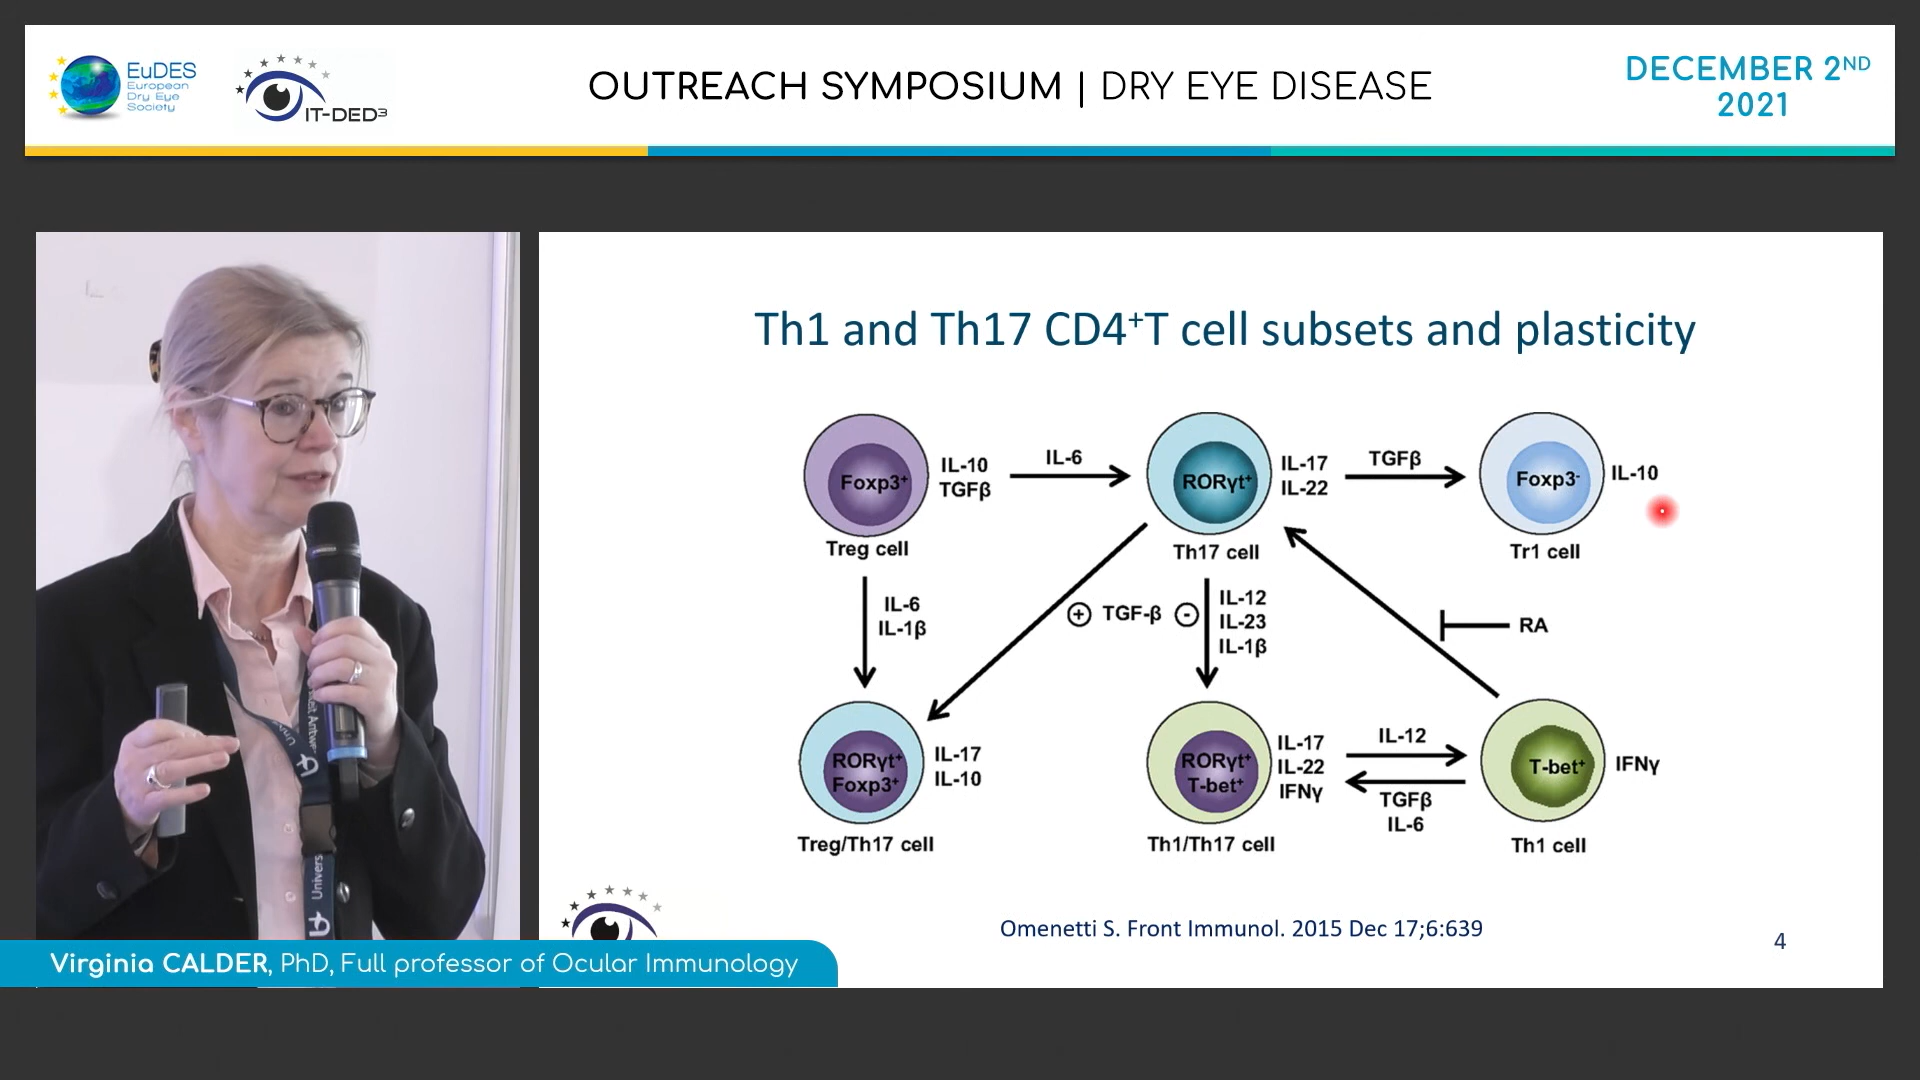 EuDES
European
Dry Eye
Society
IT-DED³
OUTREACH SYMPOSIUM | DRY EYE DISEASE
DECEMBER 2ND
2021
Th1 and Th17 CD4⁺T cell subsets and plasticity
Foxp3⁺
IL-10
TGFβ
Treg cell
IL-6
RORγt⁺
IL-17
IL-22
Th17 cell
TGFβ
Foxp3⁻
IL-10
Tr1 cell
IL-6
IL-1β
+ TGF-β -
IL-12
IL-23
IL-1β
RA
RORγt⁺
Foxp3⁺
IL-17
IL-10
Treg/Th17 cell
RORγt⁺
T-bet⁺
IL-17
IL-22
IFNγ
Th1/Th17 cell
IL-12
TGFβ
IL-6
T-bet⁺
IFNγ
Th1 cell
Omenetti S. Front Immunol. 2015 Dec 17;6:639
4
Virginia CALDER, PhD, Full professor of Ocular Immunology